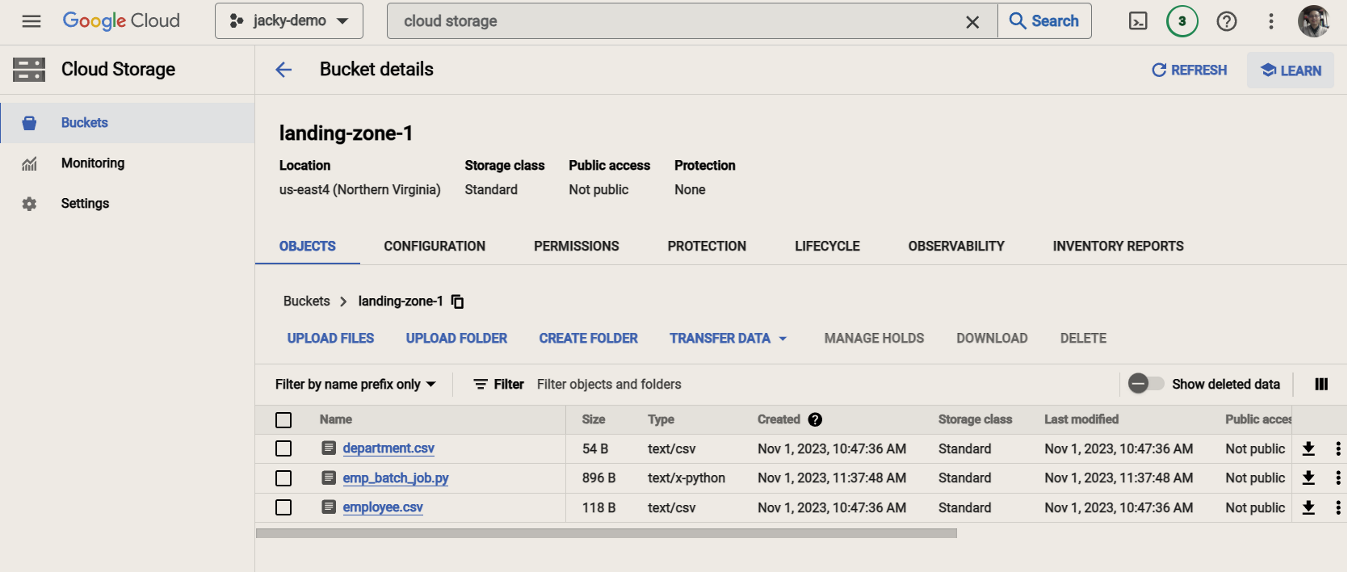 Google Cloud jacky-demo cloud storage Search 3
Cloud Storage Bucket details REFRESH LEARN
Buckets
Monitoring
Settings
landing-zone-1
Location Storage class Public access Protection
us-east4 (Northern Virginia) Standard Not public None
OBJECTS CONFIGURATION PERMISSIONS PROTECTION LIFECYCLE OBSERVABILITY INVENTORY REPORTS
Buckets landing-zone-1
UPLOAD FILES UPLOAD FOLDER CREATE FOLDER TRANSFER DATA MANAGE HOLDS DOWNLOAD DELETE
Filter by name prefix only Filter Filter objects and folders Show deleted data
Name Size Type Created Storage class Last modified Public acces
department.csv 54 B text/csv Nov 1, 2023, 10:47:36 AM Standard Nov 1, 2023, 10:47:36 AM Not public
emp_batch_job.py 896 B text/x-python Nov 1, 2023, 11:37:48 AM Standard Nov 1, 2023, 11:37:48 AM Not public
employee.csv 118 B text/csv Nov 1, 2023, 10:47:36 AM Standard Nov 1, 2023, 10:47:36 AM Not public